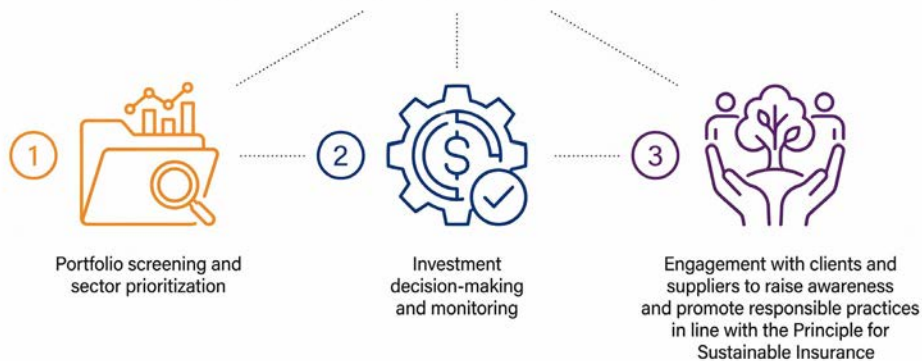 1
Portfolio screening and
sector prioritization
2
$
Investment
decision-making
and monitoring
3
Engagement with clients and
suppliers to raise awareness
and promote responsible practices
in line with the Principle for
Sustainable Insurance